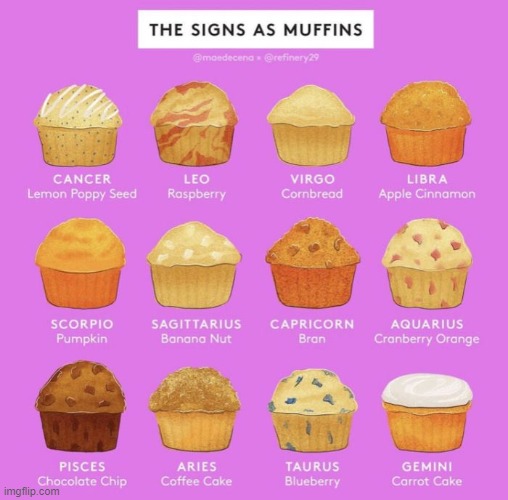 THE SIGNS AS MUFFINS
@maedecena × @refinery29
CANCER
Lemon Poppy Seed
LEO
Raspberry
VIRGO
Cornbread
LIBRA
Apple Cinnamon
SCORPIO
Pumpkin
SAGITTARIUS
Banana Nut
CAPRICORN
Bran
AQUARIUS
Cranberry Orange
PISCES
Chocolate Chip
ARIES
Coffee Cake
TAURUS
Blueberry
GEMINI
Carrot Cake
imgflip.com